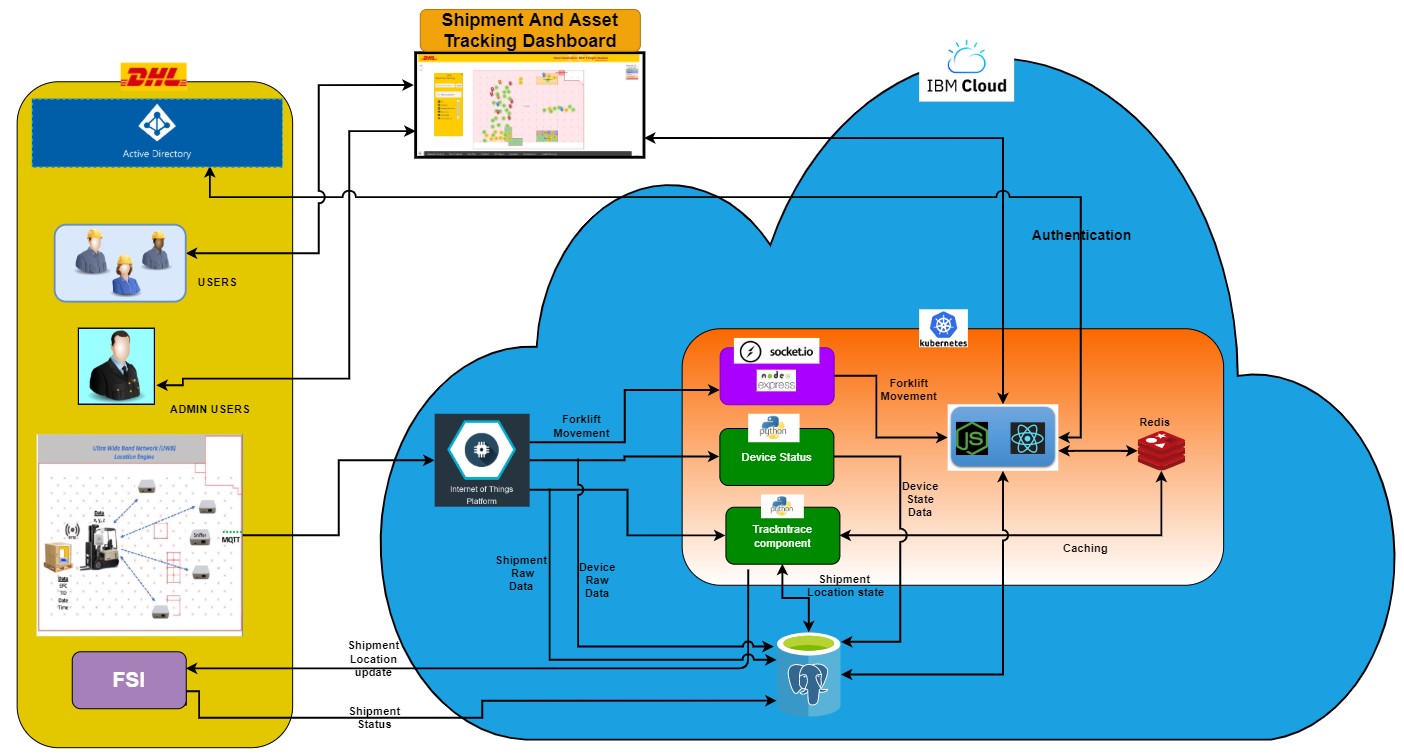 Shipment And Asset
Tracking Dashboard
DHL
IBM Cloud
Active Directory
Authentication
USERS
kubernetes
socket.io
node
express
Forklift
Movement
ADMIN USERS
Forklift
Movement
JS
Redis
python
Device Status
Internet of Things
Platform
Ultra Wide Band Network (UWB)
Location Engine
Data
x, y, z
Sniffer
MQTT
Data
EPC
TID
Date
Time
Device
State
Data
python
Trackntrace
component
Caching
Shipment
Raw
Data
Device
Raw
Data
Shipment
Location state
Shipment
Location
update
FSI
Shipment
Status